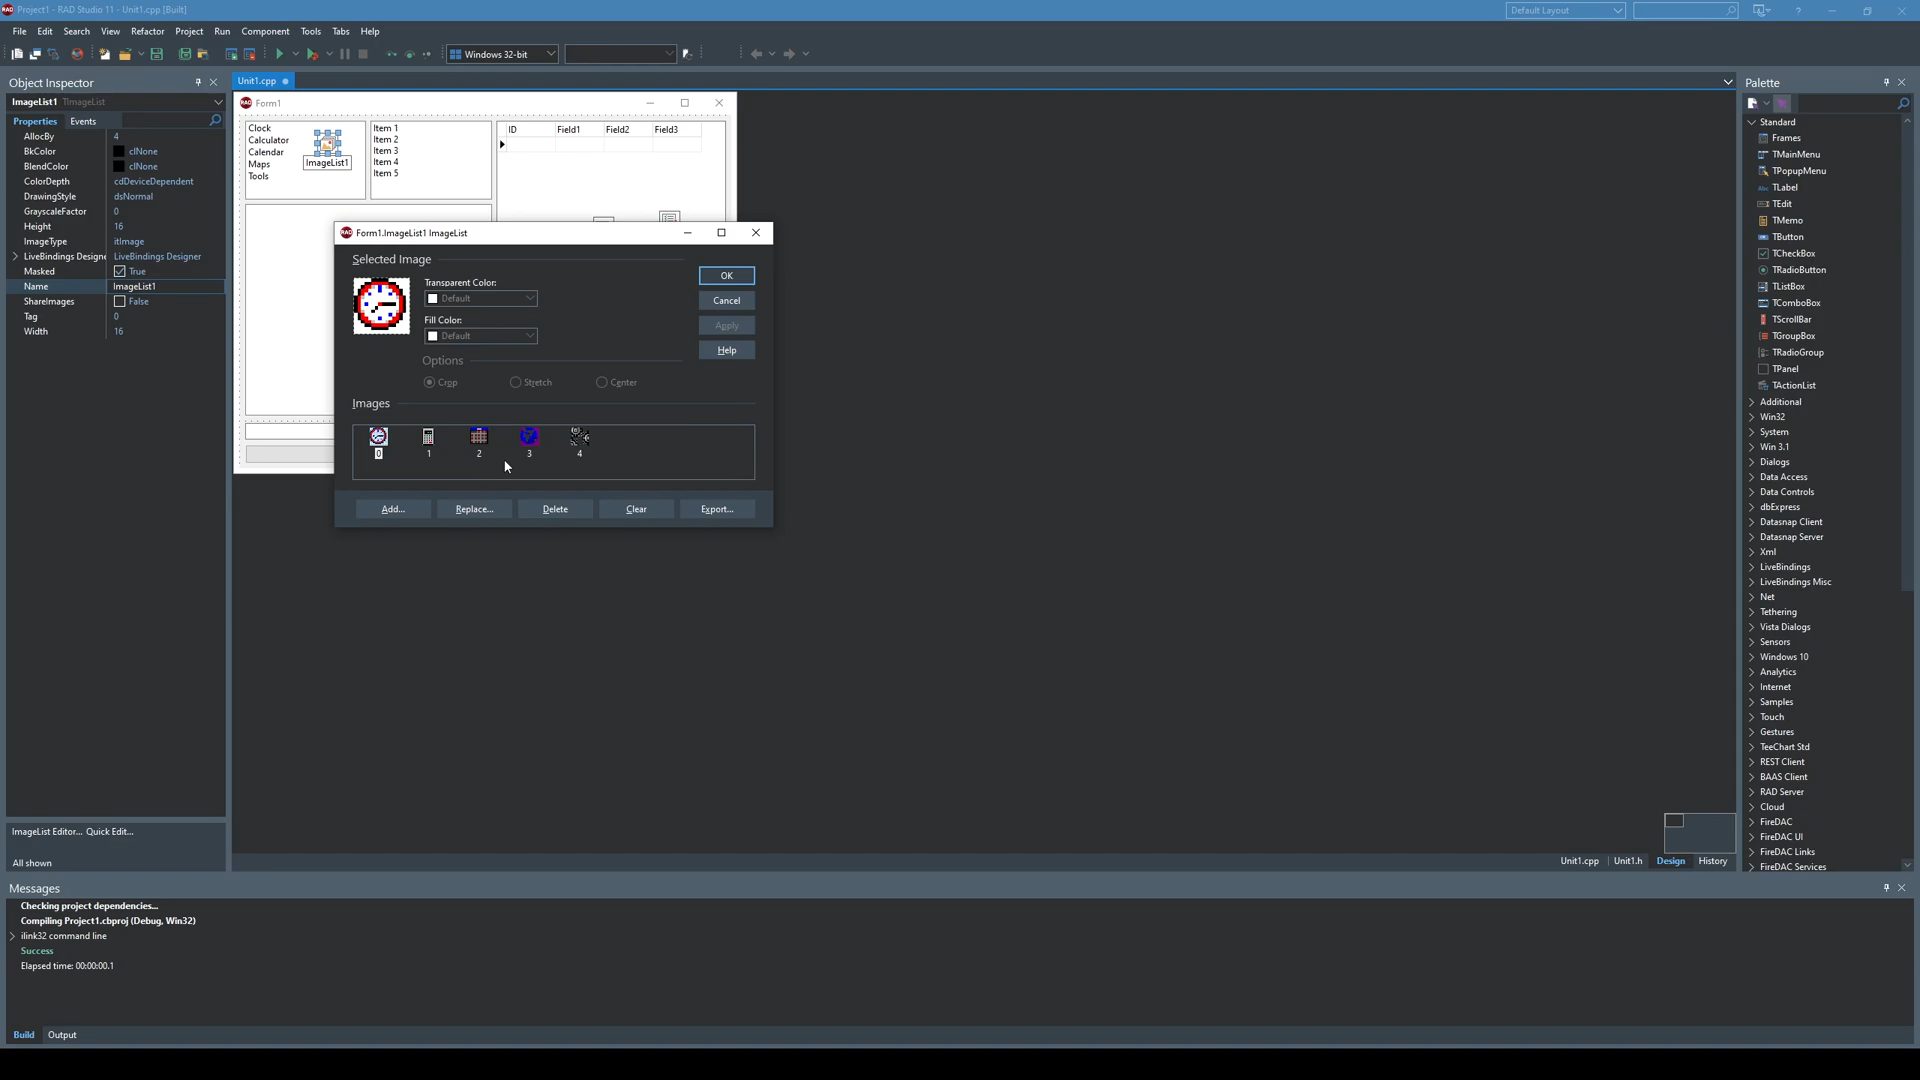 Project1 - RAD Studio 11 - Unit1.cpp [Built]
Default Layout
File Edit Search View Refactor Project Run Component Tools Tabs Help
Windows 32-bit
Object Inspector
ImageList1 TImageList
Properties Events
AllocBy 4
BkColor clNone
BlendColor clNone
ColorDepth cdDeviceDependent
DrawingStyle dsNormal
GrayscaleFactor 0
Height 16
ImageType itImage
LiveBindings Designe LiveBindings Designer
Masked True
Name ImageList1
ShareImages False
Tag 0
Width 16
ImageList Editor... Quick Edit...
All shown
Unit1.cpp
Form1
Clock
Calculator
Calendar
Maps
Tools
ImageList1
Item 1
Item 2
Item 3
Item 4
Item 5
ID Field1 Field2 Field3
Form1.ImageList1 ImageList
Selected Image
Transparent Color:
Default
Fill Color:
Default
Options
Crop Stretch Center
OK
Cancel
Apply
Help
Images
0 1 2 3 4
Add... Replace... Delete Clear Export...
Unit1.cpp Unit1.h Design History
Palette
Standard
Frames
TMainMenu
TPopupMenu
TLabel
TEdit
TMemo
TButton
TCheckBox
TRadioButton
TListBox
TComboBox
TScrollBar
TGroupBox
TRadioGroup
TPanel
TActionList
Additional
Win32
System
Win 3.1
Dialogs
Data Access
Data Controls
dbExpress
Datasnap Client
Datasnap Server
Xml
LiveBindings
LiveBindings Misc
Net
Tethering
Vista Dialogs
Sensors
Windows 10
Analytics
Internet
Samples
Touch
Gestures
TeeChart Std
REST Client
BAAS Client
RAD Server
Cloud
FireDAC
FireDAC UI
FireDAC Links
FireDAC Services
Messages
Checking project dependencies...
Compiling Project1.cbproj (Debug, Win32)
ilink32 command line
Success
Elapsed time: 00:00:00.1
Build Output